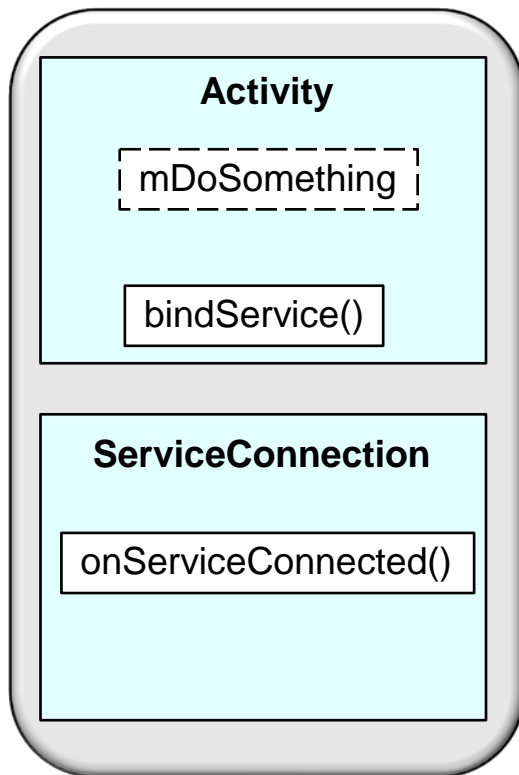 Activity
mDoSomething
bindService()
ServiceConnection
onServiceConnected()